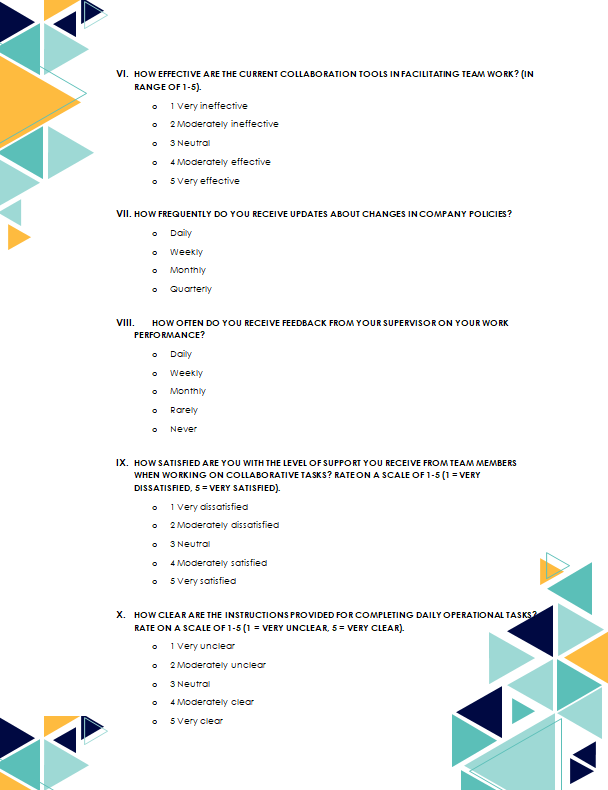 VI. HOW EFFECTIVE ARE THE CURRENT COLLABORATION TOOLS IN FACILITATING TEAM WORK? (IN
RANGE OF 1-5).
o 1 Very ineffective
o 2 Moderately ineffective
o 3 Neutral
o 4 Moderately effective
o 5 Very effective
VII. HOW FREQUENTLY DO YOU RECEIVE UPDATES ABOUT CHANGES IN COMPANY POLICIES?
o Daily
o Weekly
o Monthly
o Quarterly
VIII. HOW OFTEN DO YOU RECEIVE FEEDBACK FROM YOUR SUPERVISOR ON YOUR WORK
PERFORMANCE?
o Daily
o Weekly
o Monthly
o Rarely
o Never
IX. HOW SATISFIED ARE YOU WITH THE LEVEL OF SUPPORT YOU RECEIVE FROM TEAM MEMBERS
WHEN WORKING ON COLLABORATIVE TASKS? RATE ON A SCALE OF 1-5 (1 = VERY
DISSATISFIED, 5 = VERY SATISFIED).
o 1 Very dissatisfied
o 2 Moderately dissatisfied
o 3 Neutral
o 4 Moderately satisfied
o 5 Very satisfied
X. HOW CLEAR ARE THE INSTRUCTIONS PROVIDED FOR COMPLETING DAILY OPERATIONAL TASKS?
RATE ON A SCALE OF 1-5 (1 = VERY UNCLEAR, 5 = VERY CLEAR).
o 1 Very unclear
o 2 Moderately unclear
o 3 Neutral
o 4 Moderately clear
o 5 Very clear